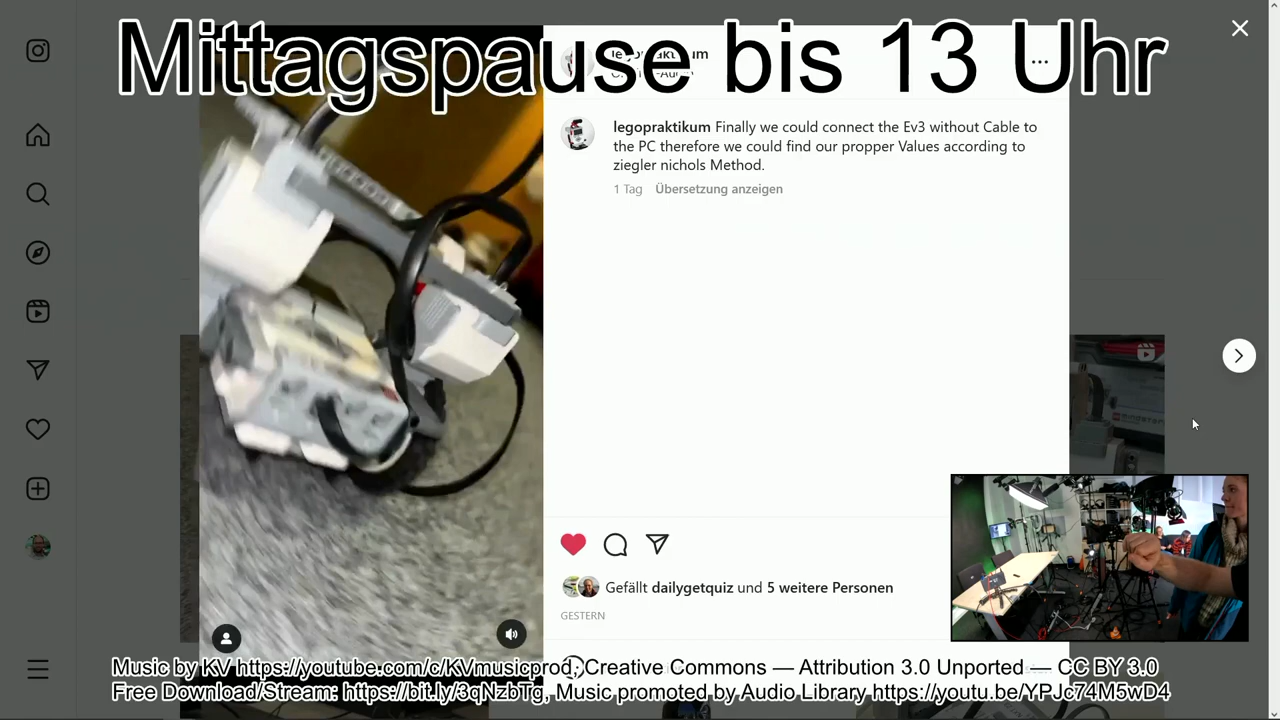 Mittagspause bis 13 Uhr
legopraktikum
legopraktikum Finally we could connect the Ev3 without Cable to
the PC therefore we could find our propper Values according to
ziegler nichols Method.
1 Tag Übersetzung anzeigen
Gefällt dailygetquiz und 5 weitere Personen
GESTERN
Music by KV https://youtube.com/c/KVmusicprod; Creative Commons — Attribution 3.0 Unported — CC BY 3.0
Free Download/Stream: https://bit.ly/3qNzbTg, Music promoted by Audio Library https://youtu.be/YPJc74M5wD4